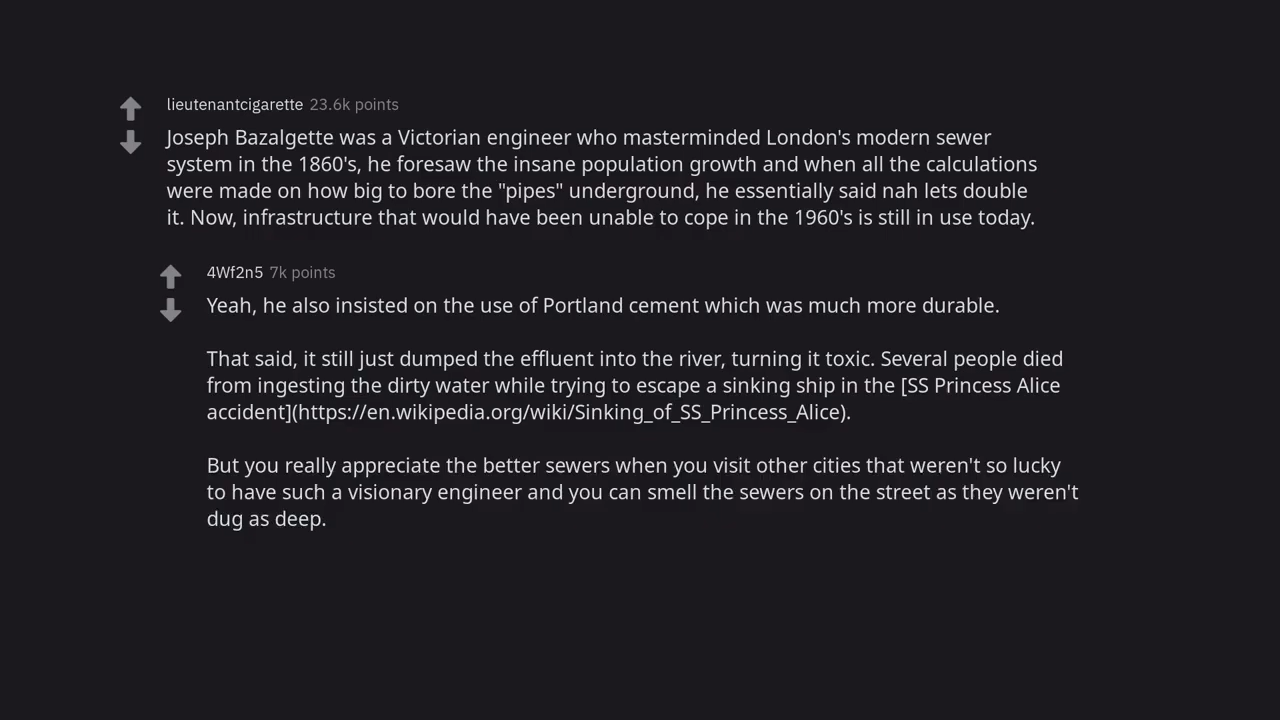 lieutenantcigarette 23.6k points
Joseph Bazalgette was a Victorian engineer who masterminded London's modern sewer
system in the 1860's, he foresaw the insane population growth and when all the calculations
were made on how big to bore the "pipes" underground, he essentially said nah lets double
it. Now, infrastructure that would have been unable to cope in the 1960's is still in use today.
4Wf2n5 7k points
Yeah, he also insisted on the use of Portland cement which was much more durable.
That said, it still just dumped the effluent into the river, turning it toxic. Several people died
from ingesting the dirty water while trying to escape a sinking ship in the [SS Princess Alice
accident](https://en.wikipedia.org/wiki/Sinking_of_SS_Princess_Alice).
But you really appreciate the better sewers when you visit other cities that weren't so lucky
to have such a visionary engineer and you can smell the sewers on the street as they weren't
dug as deep.